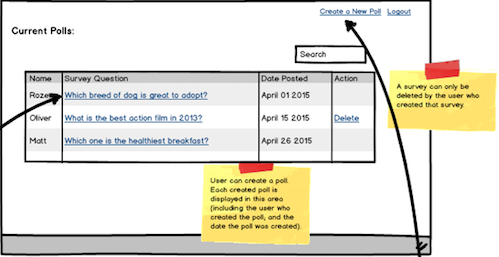 Create a New Poll Logout
Current Polls:
Search
Name Survey Question Date Posted Action
Which breed of dog is great to adopt? April 01 2015
Oliver What is the best action film in 2013? April 15 2015 Delete
Matt Which one is the healthiest breakfast? April 26 2015
A survey can only be
deleted by the user who
created that survey.
User can create a poll.
Each created poll is
displayed in this area
(including the user who
created the poll, and the
date the poll was created).